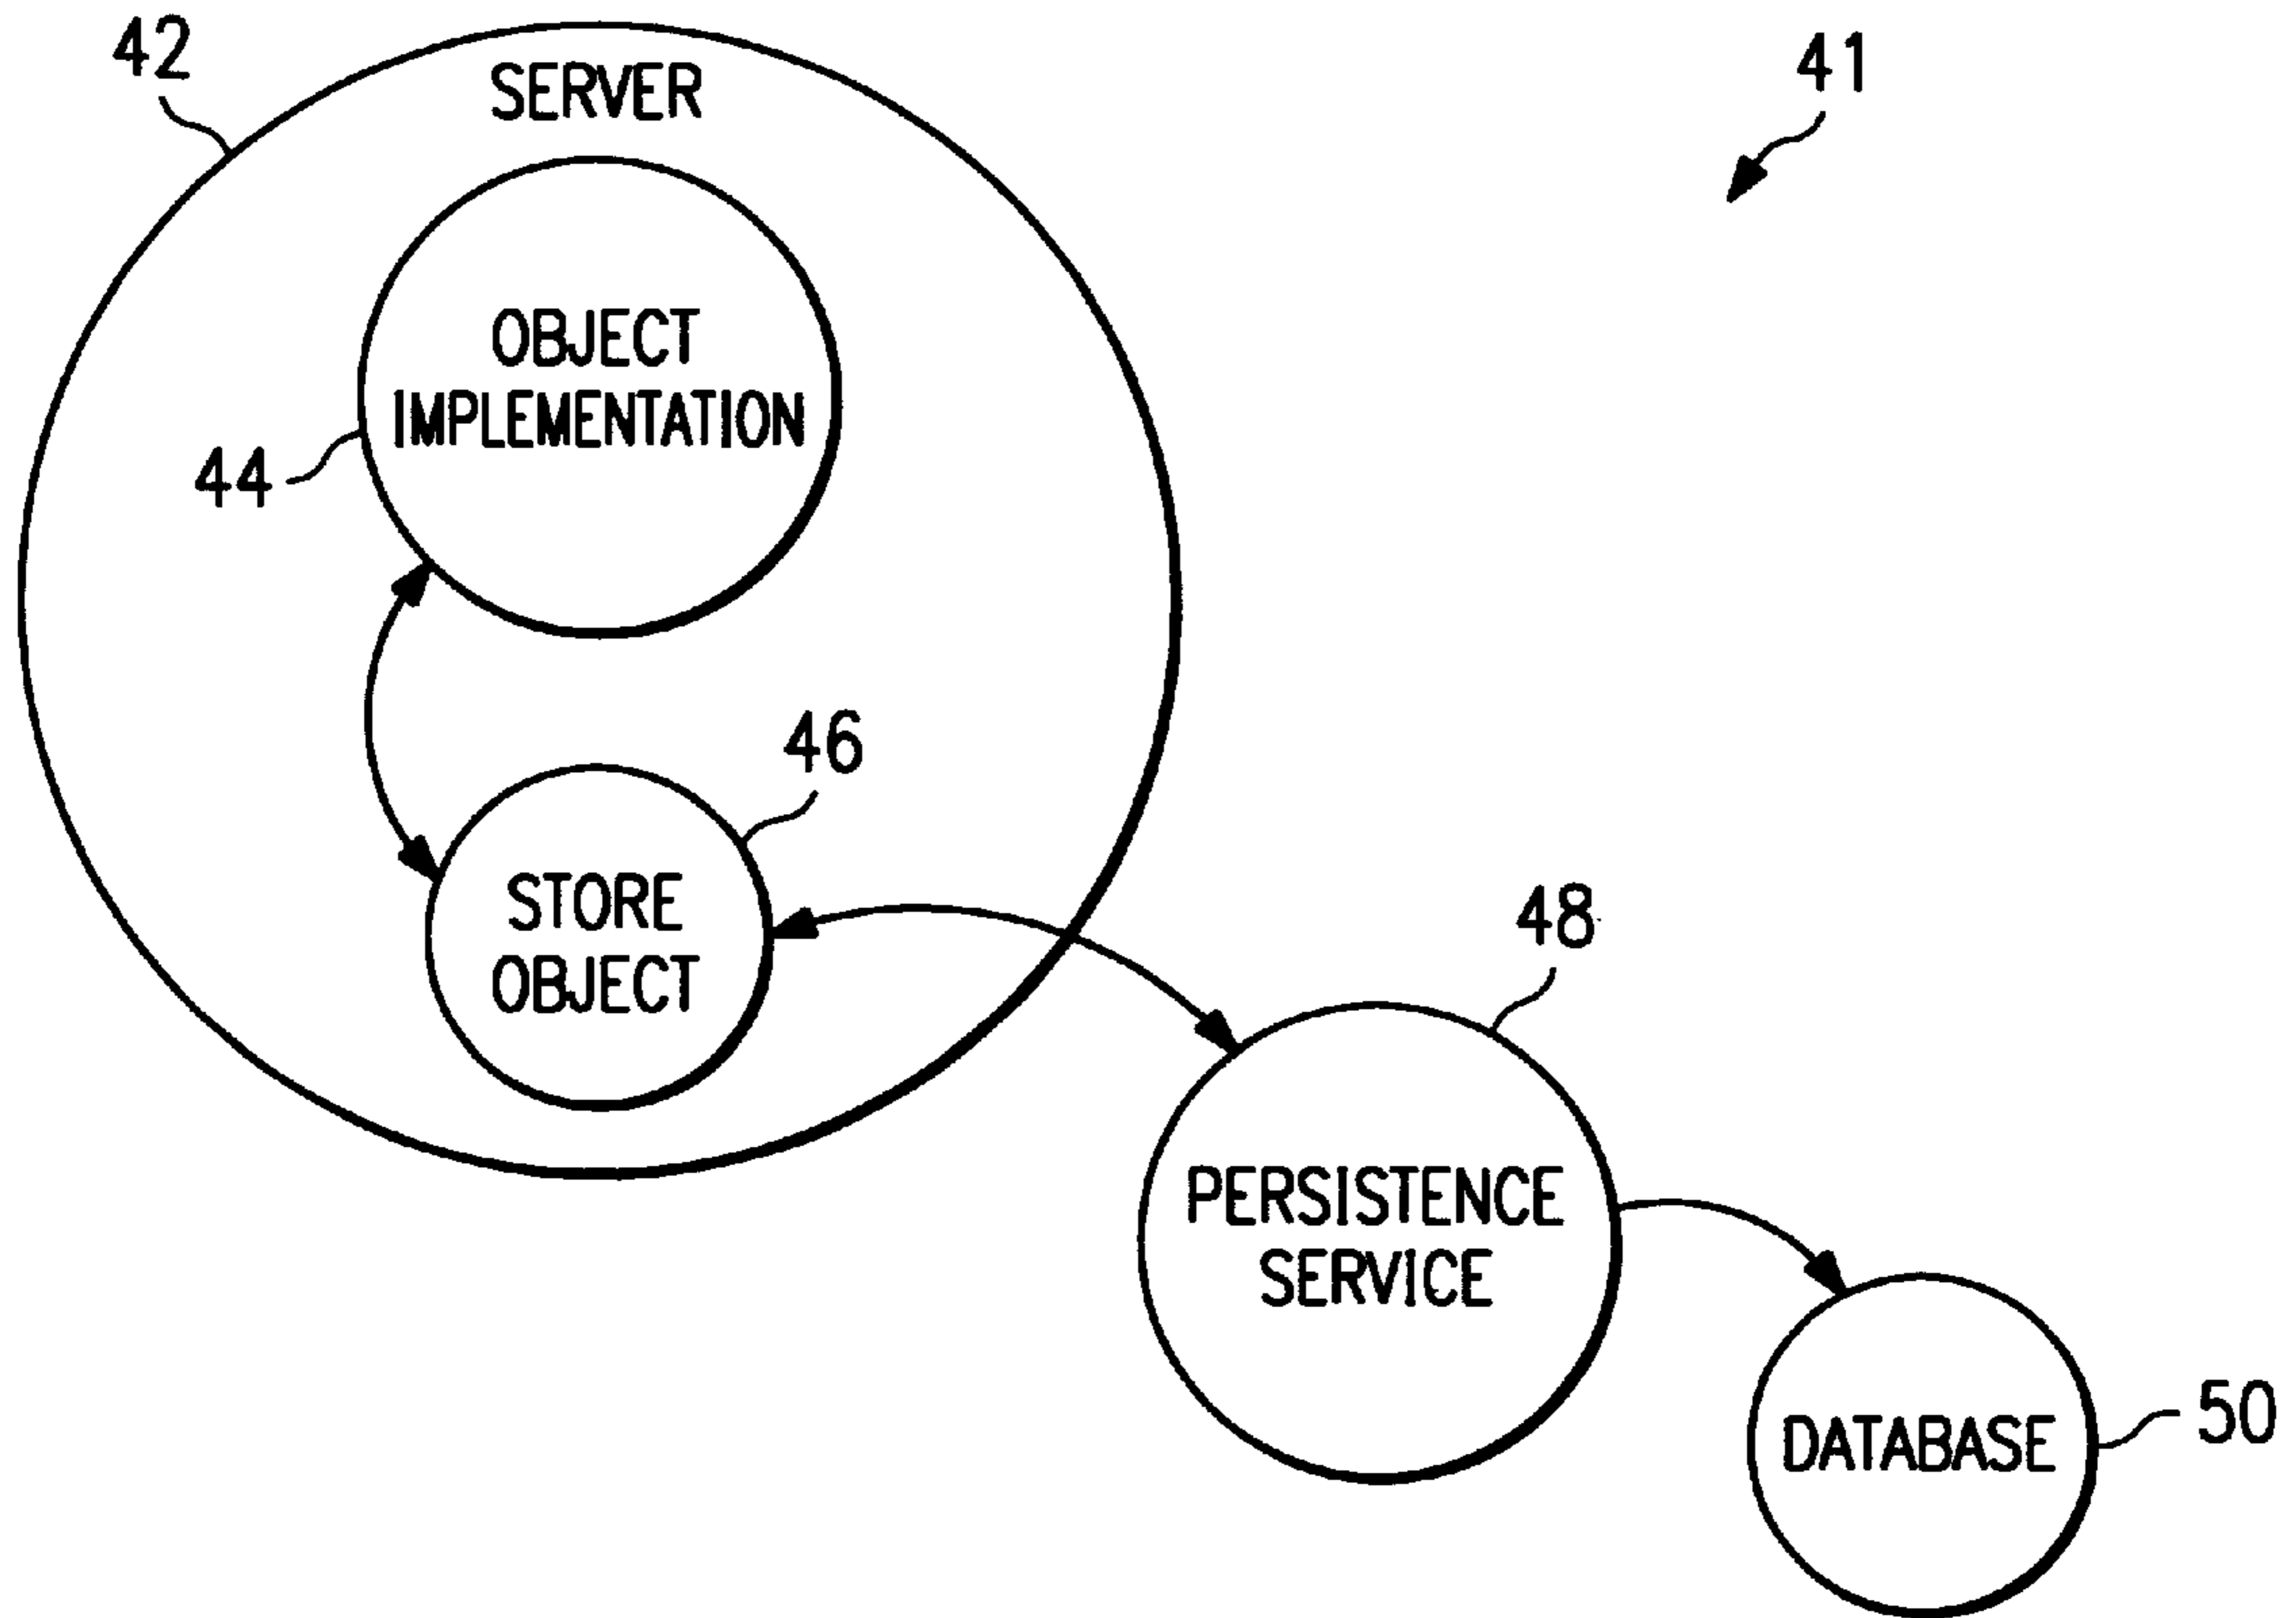 42
SERVER
41
OBJECT
IMPLEMENTATION
44
46
STORE
OBJECT
48
PERSISTENCE
SERVICE
DATABASE
50